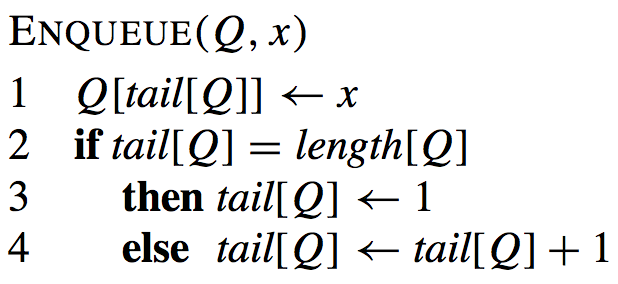 ENQUEUE(Q, x)
1 Q[tail[Q]] ← x
2 if tail[Q] = length[Q]
3 then tail[Q] ← 1
4 else tail[Q] ← tail[Q] + 1